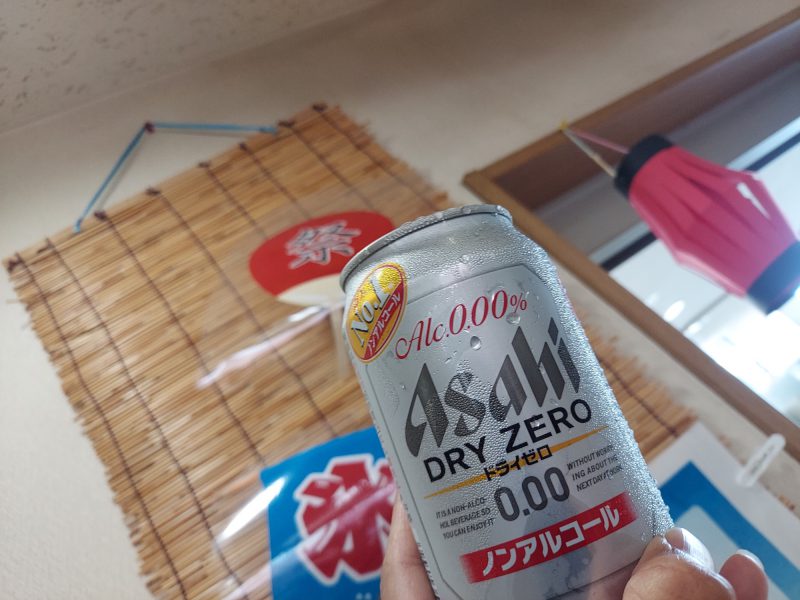 祭
No.1
ノンアルコール
Alc.0.00%
Asahi
DRY ZERO
ドライゼロ
IT IS A NON-ALCO-
HOL BEVERAGE SO
YOU CAN ENJOY IT
0.00
WITHOUT WORRY-
ING ABOUT THE
NEXT DAY AT WORK
ノンアルコール
氷